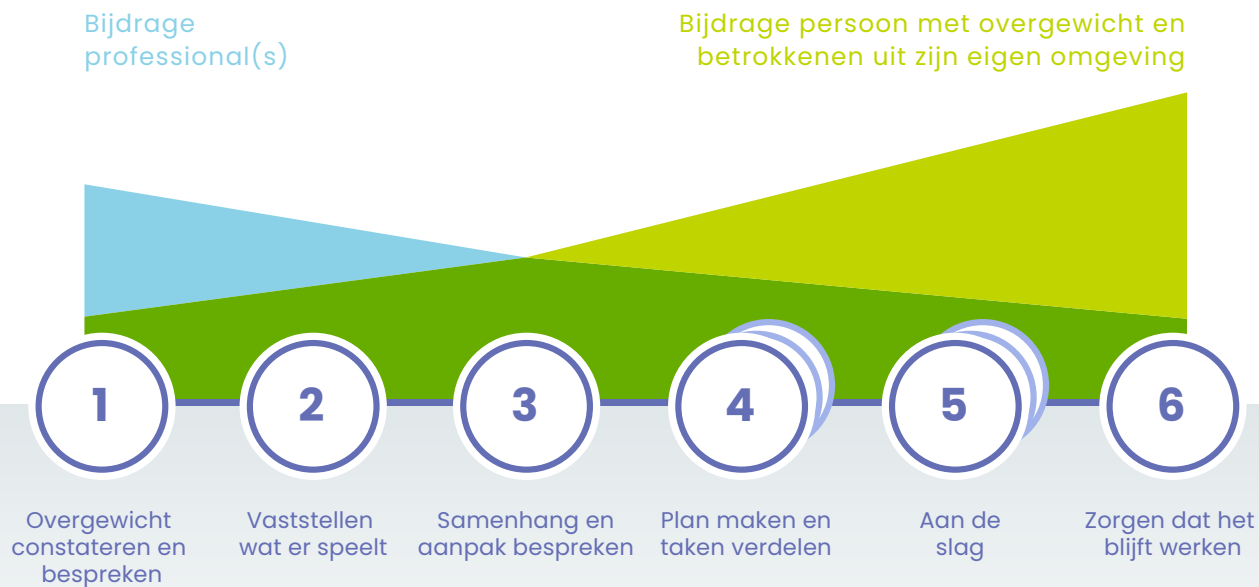 Bijdrage
professional(s)
Bijdrage persoon met overgewicht en
betrokkenen uit zijn eigen omgeving
1
2
3
4
5
6
Overgewicht
constateren en
bespreken
Vaststellen
wat er speelt
Samenhang en
aanpak bespreken
Plan maken en
taken verdelen
Aan de
slag
Zorgen dat het
blijft werken